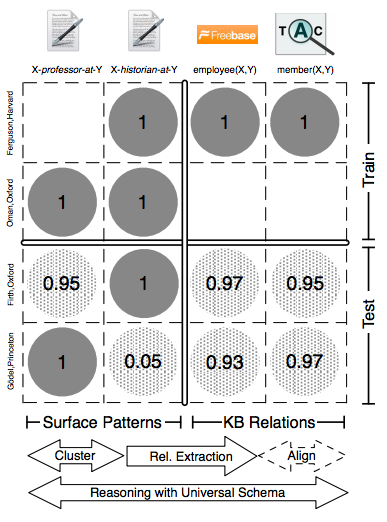 Freebase
T A C
X-professor-at-Y X-historian-at-Y employee(X,Y) member(X,Y)
Ferguson,Harvard
1 1 1
Train
Oman,Oxford
1 1
Firth,Oxford
0.95 1 0.97 0.95
Test
Gödel,Princeton
1 0.05 0.93 0.97
Surface Patterns KB Relations
Cluster Rel. Extraction Align
Reasoning with Universal Schema